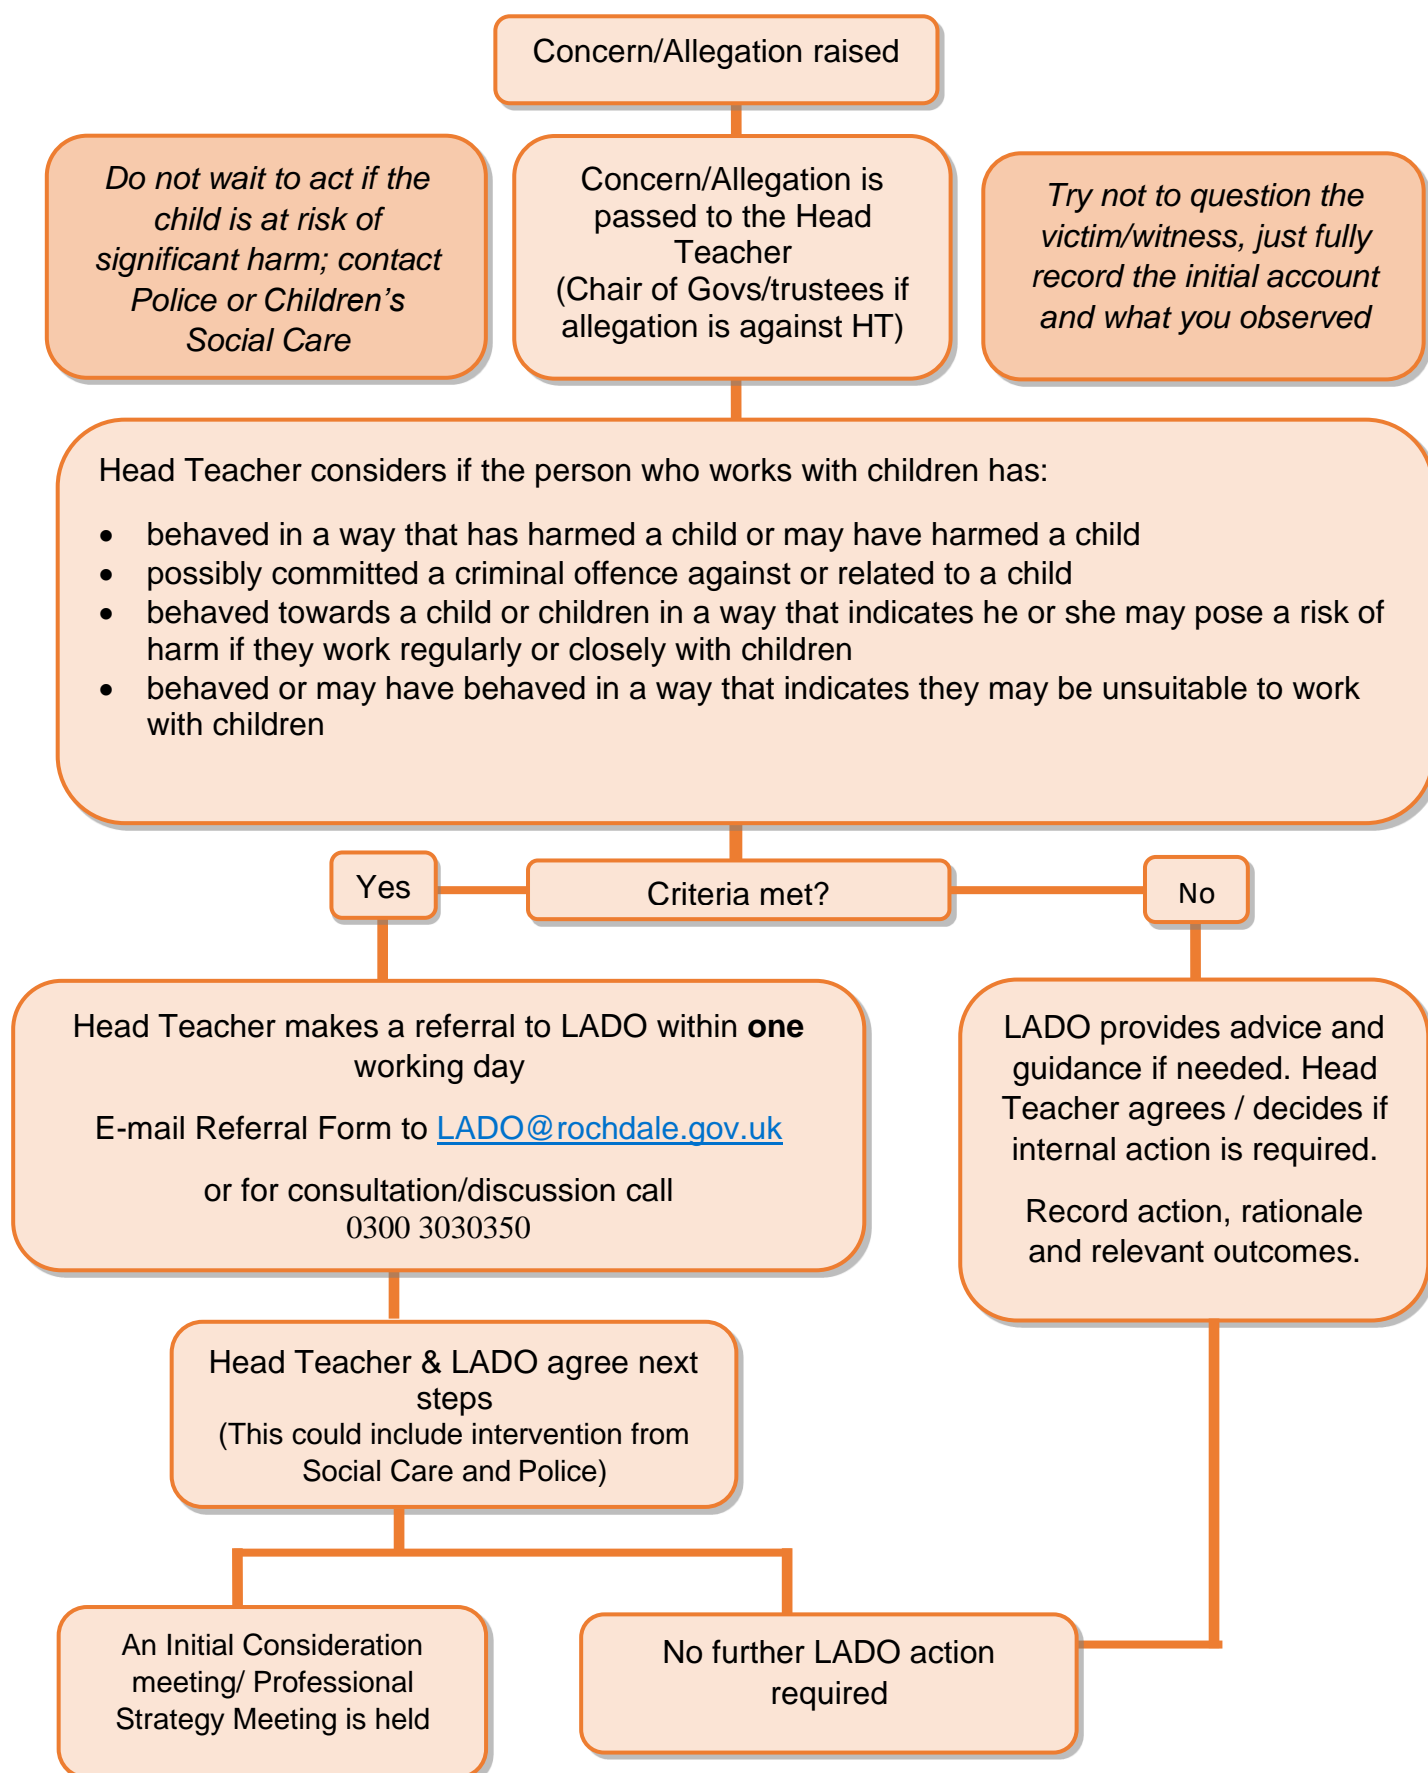 Concern/Allegation raised
Do not wait to act if the
child is at risk of
significant harm; contact
Police or Children’s
Social Care
Concern/Allegation is
passed to the Head
Teacher
(Chair of Govs/trustees if
allegation is against HT)
Try not to question the
victim/witness, just fully
record the initial account
and what you observed
Head Teacher considers if the person who works with children has:
• behaved in a way that has harmed a child or may have harmed a child
• possibly committed a criminal offence against or related to a child
• behaved towards a child or children in a way that indicates he or she may pose a risk of
harm if they work regularly or closely with children
• behaved or may have behaved in a way that indicates they may be unsuitable to work
with children
Yes
Criteria met?
No
Head Teacher makes a referral to LADO within one
working day
E-mail Referral Form to LADO@rochdale.gov.uk
or for consultation/discussion call
0300 3030350
LADO provides advice and
guidance if needed. Head
Teacher agrees / decides if
internal action is required.
Record action, rationale
and relevant outcomes.
Head Teacher & LADO agree next
steps
(This could include intervention from
Social Care and Police)
An Initial Consideration
meeting/ Professional
Strategy Meeting is held
No further LADO action
required